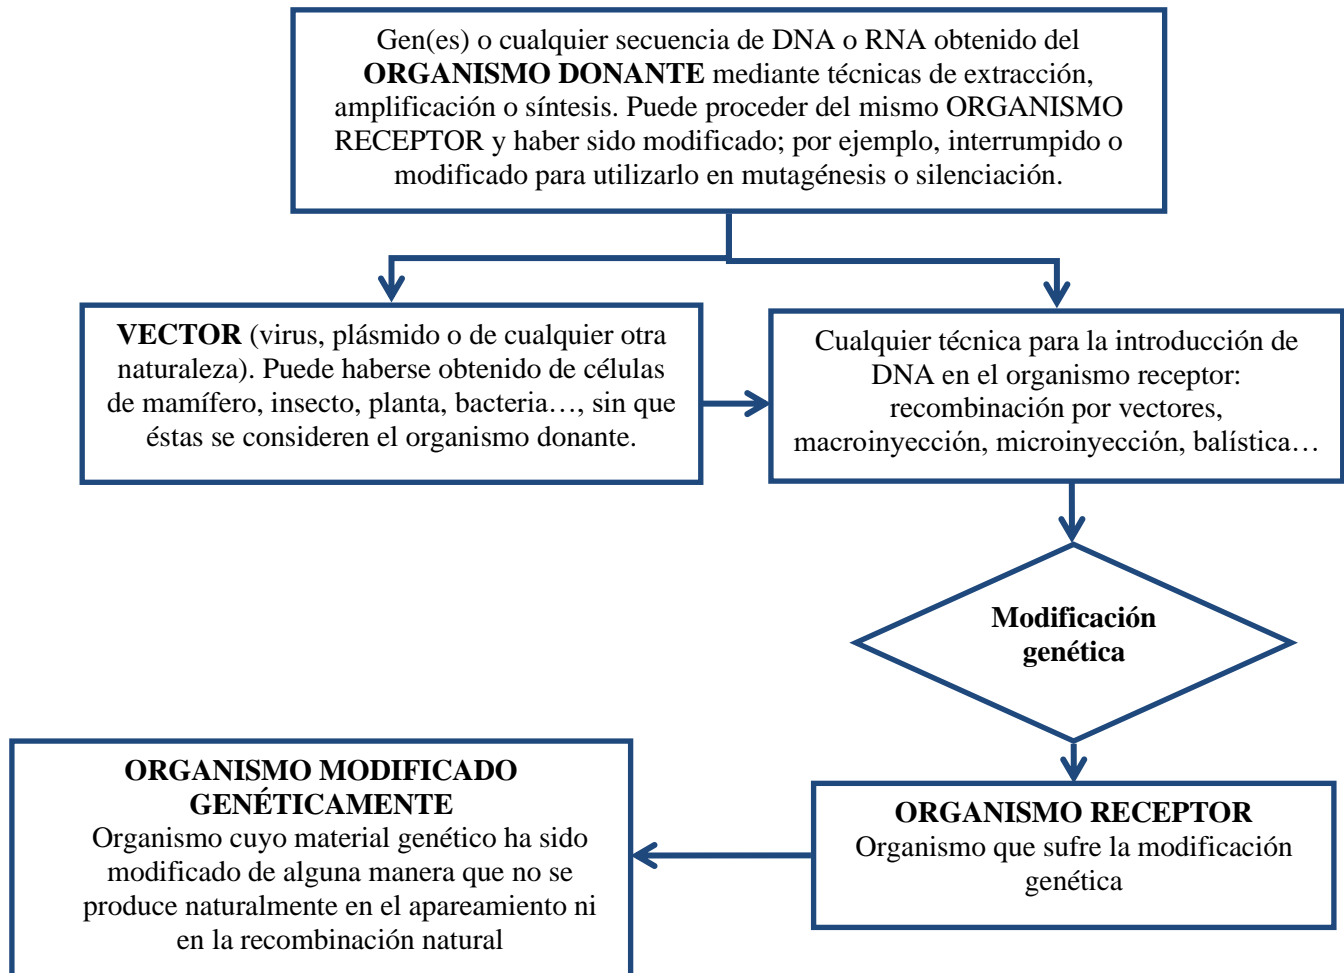 Gen(es) o cualquier secuencia de DNA o RNA obtenido del
ORGANISMO DONANTE mediante técnicas de extracción,
amplificación o síntesis. Puede proceder del mismo ORGANISMO
RECEPTOR y haber sido modificado; por ejemplo, interrumpido o
modificado para utilizarlo en mutagénesis o silenciación.
VECTOR (virus, plásmido o de cualquier otra
naturaleza). Puede haberse obtenido de células
de mamífero, insecto, planta, bacteria…, sin que
éstas se consideren el organismo donante.
Cualquier técnica para la introducción de
DNA en el organismo receptor:
recombinación por vectores,
macroinyección, microinyección, balística…
Modificación
genética
ORGANISMO RECEPTOR
Organismo que sufre la modificación
genética
ORGANISMO MODIFICADO
GENÉTICAMENTE
Organismo cuyo material genético ha sido
modificado de alguna manera que no se
produce naturalmente en el apareamiento ni
en la recombinación natural